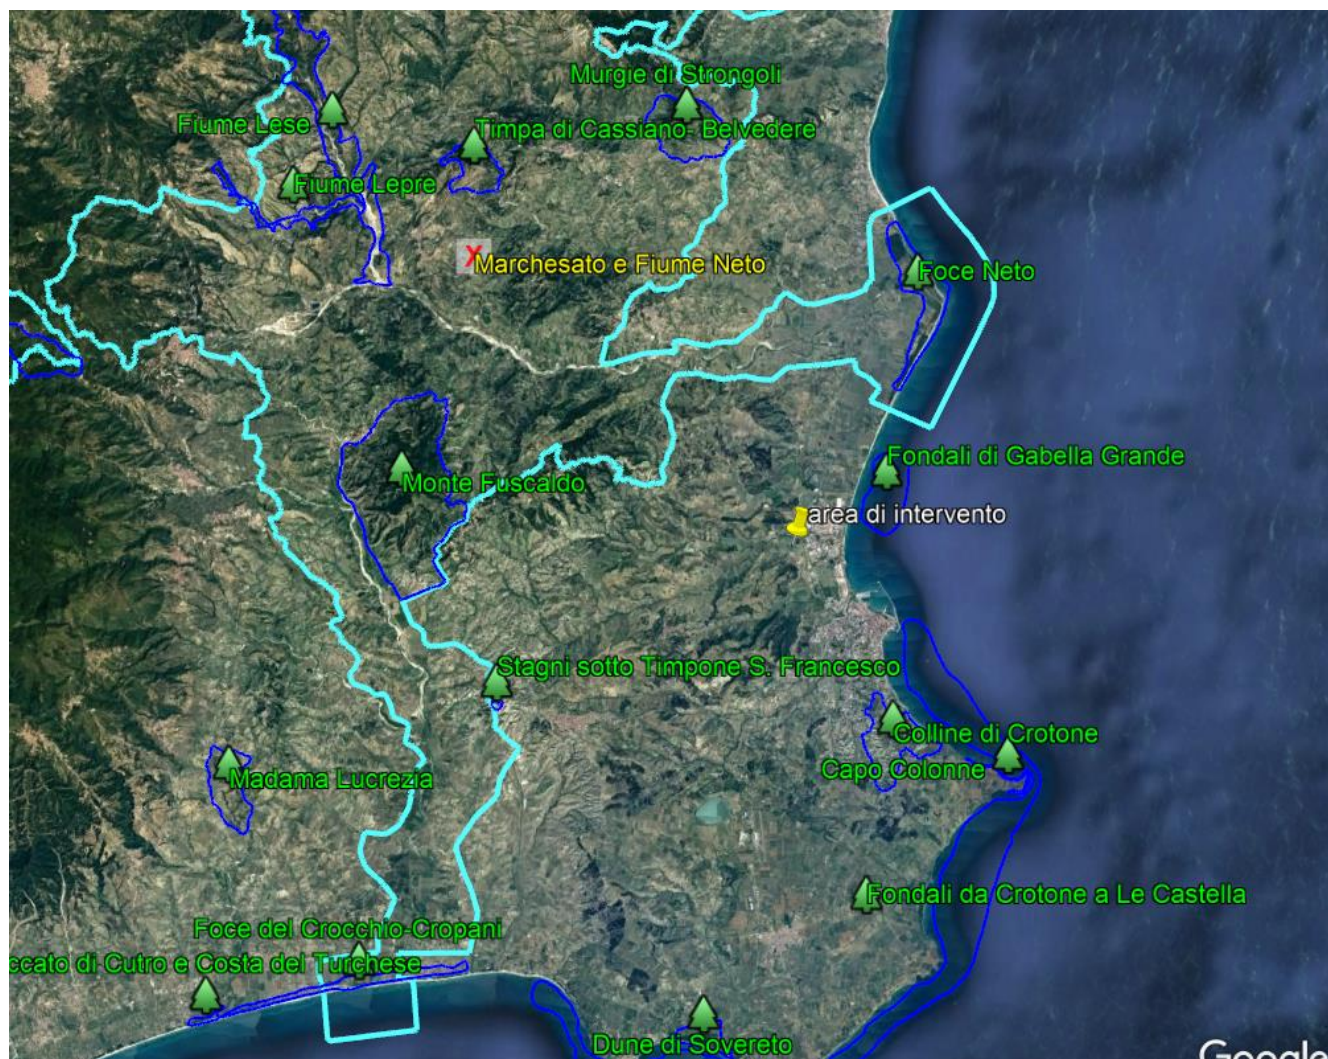 Murgie di Strongoli
Fiume Lese
Timpa di Cassiano- Belvedere
Fiume Lepre
X
Marchesato e Fiume Neto
Foce Neto
Fondali di Gabella Grande
Monte Fuscaldo
area di intervento
Stagni sotto Timpone S. Francesco
Colline di Crotone
Capo Colonne
Madama Lucrezia
Fondali da Crotone a Le Castella
Foce del Crocchio-Cropani
ccato di Cutro e Costa del Turchese
Dune di Sovereto
Google